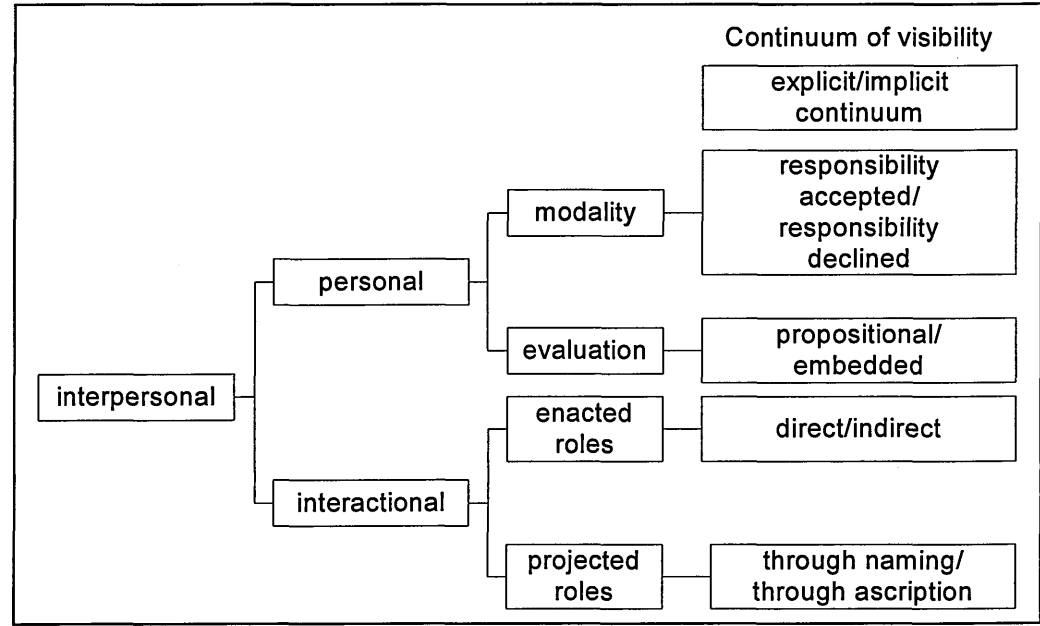 Continuum of visibility
explicit/implicit
continuum
responsibility
accepted/
responsibility
declined
modality
personal
evaluation
propositional/
embedded
interpersonal
enacted
roles
direct/indirect
interactional
projected
roles
through naming/
through ascription